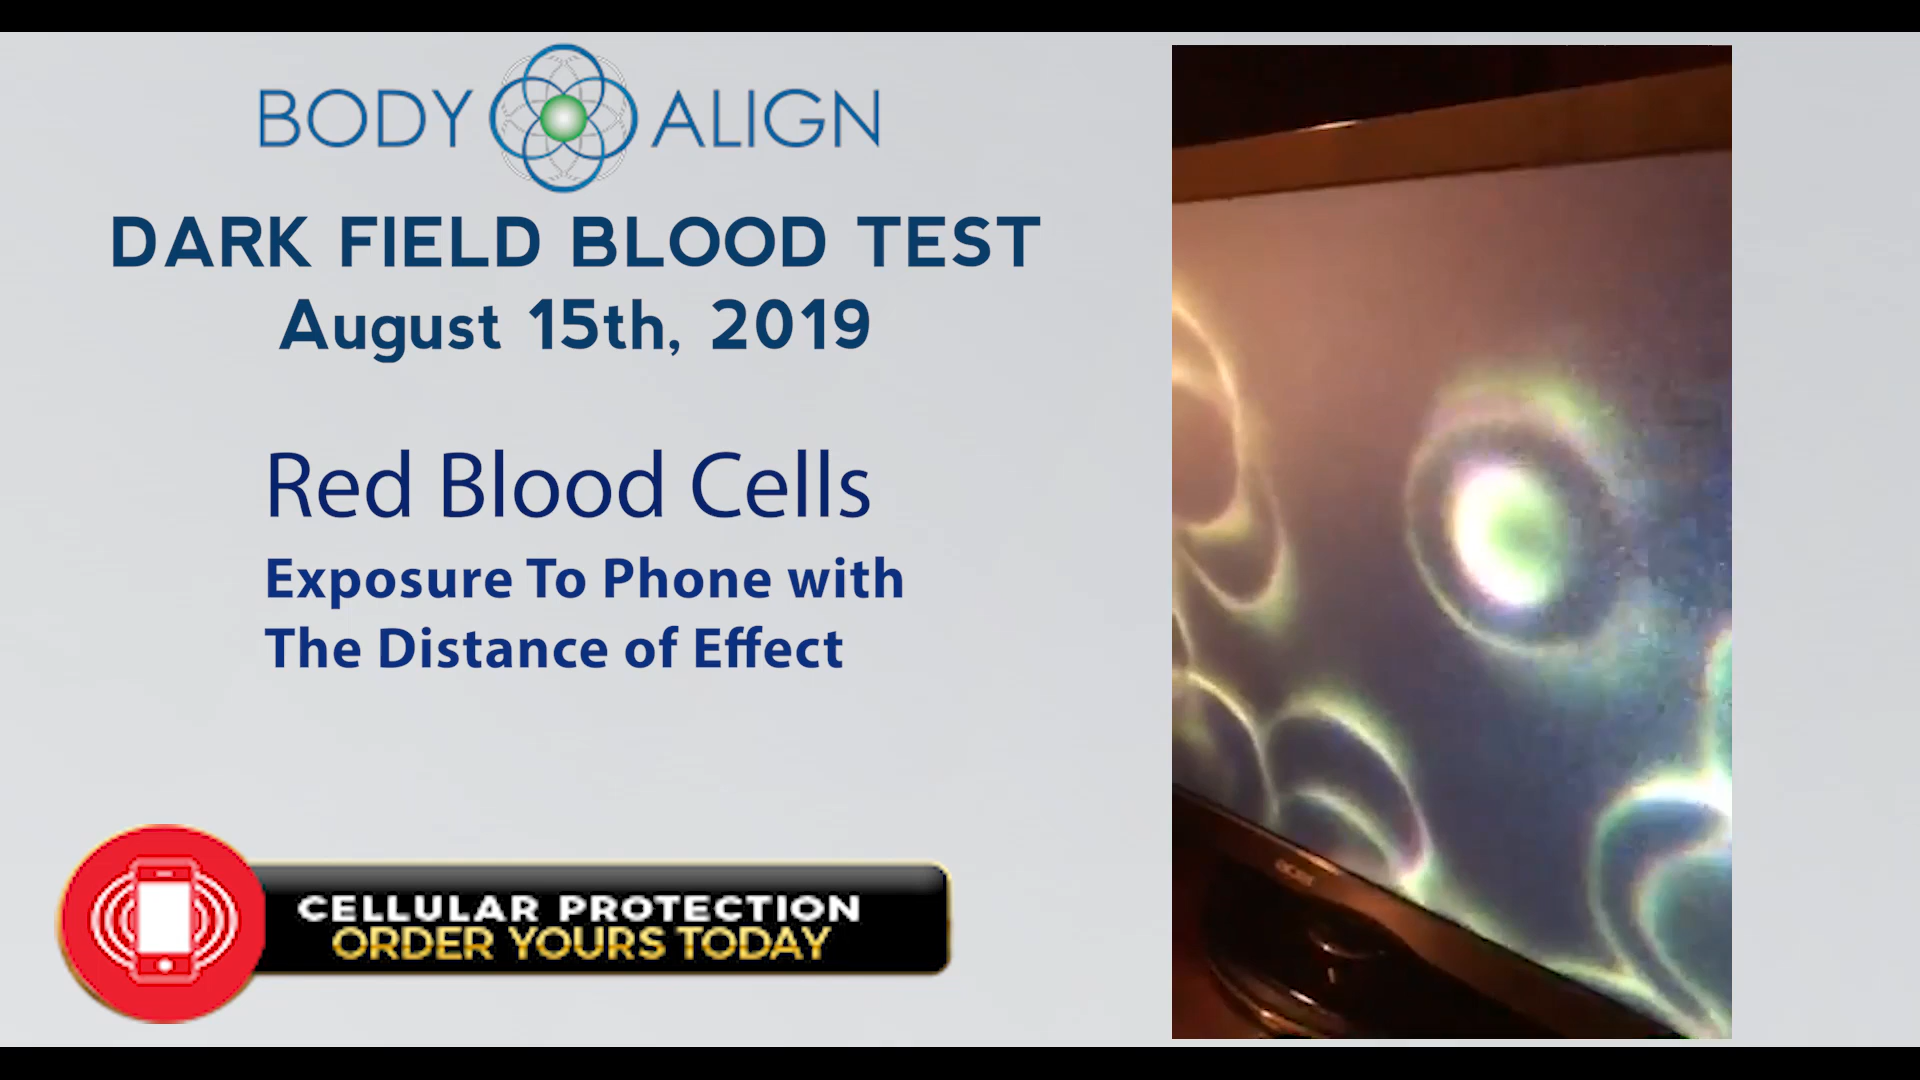 BODY ALIGN
DARK FIELD BLOOD TEST
August 15th, 2019
Red Blood Cells
Exposure To Phone with
The Distance of Effect
CELLULAR PROTECTION
ORDER YOURS TODAY